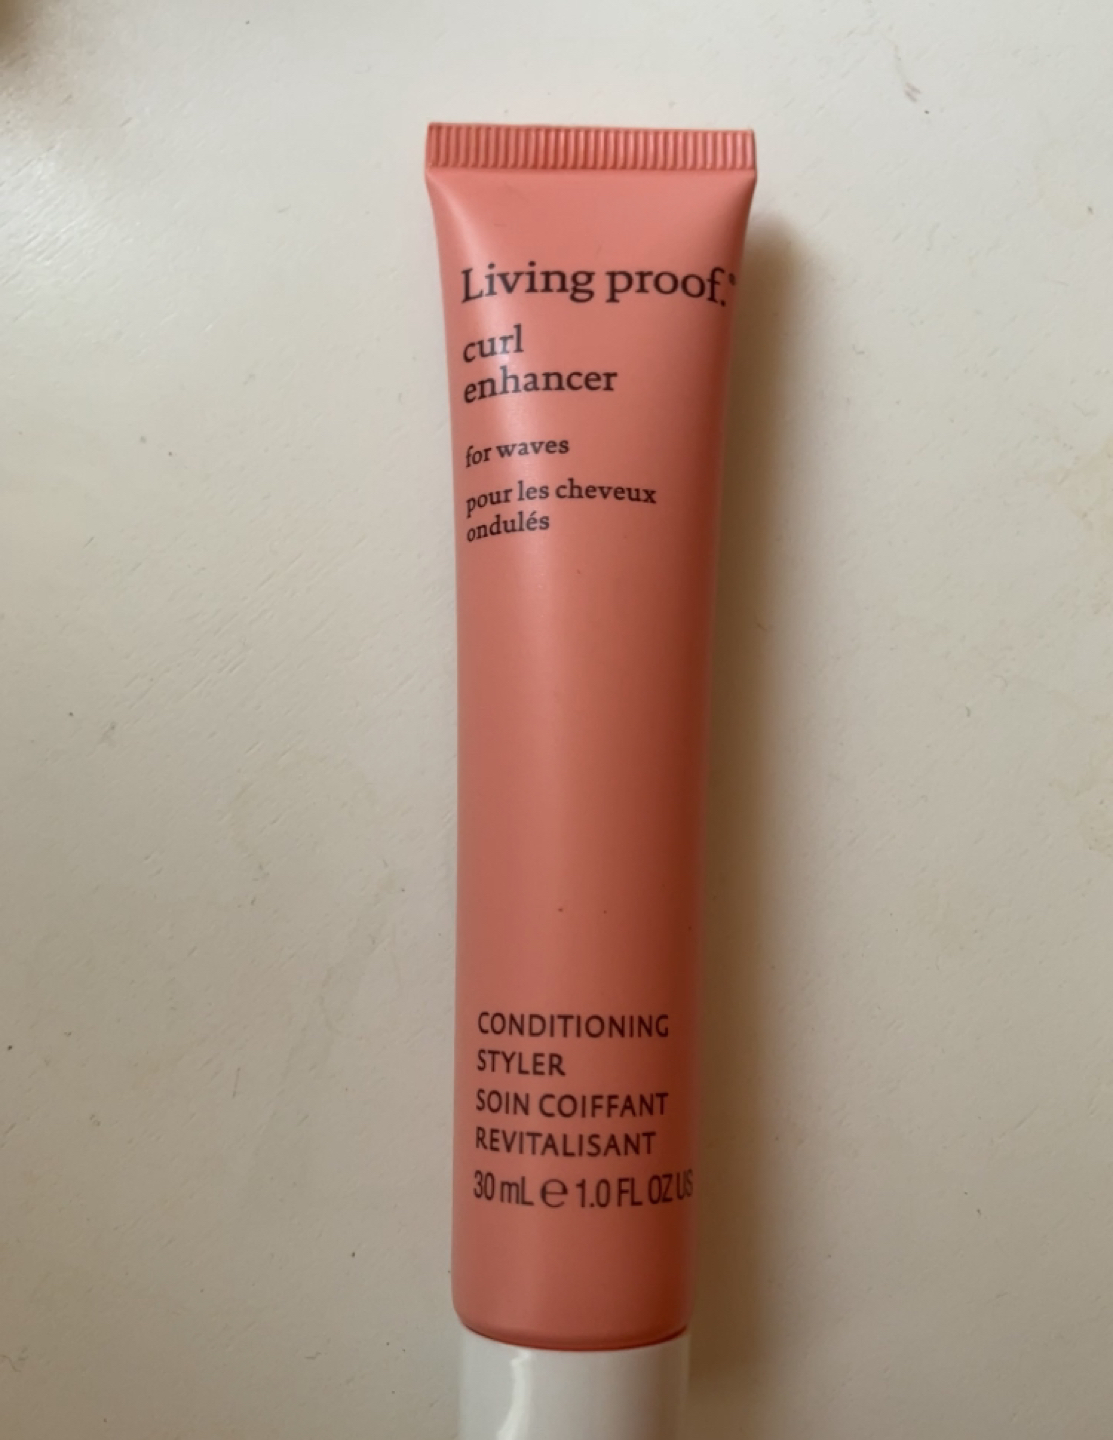 Living proof.®
curl
enhancer
for waves
pour les cheveux
ondulés
CONDITIONING
STYLER
SOIN COIFFANT
REVITALISANT
30 mL ℮ 1.0 FL OZ US